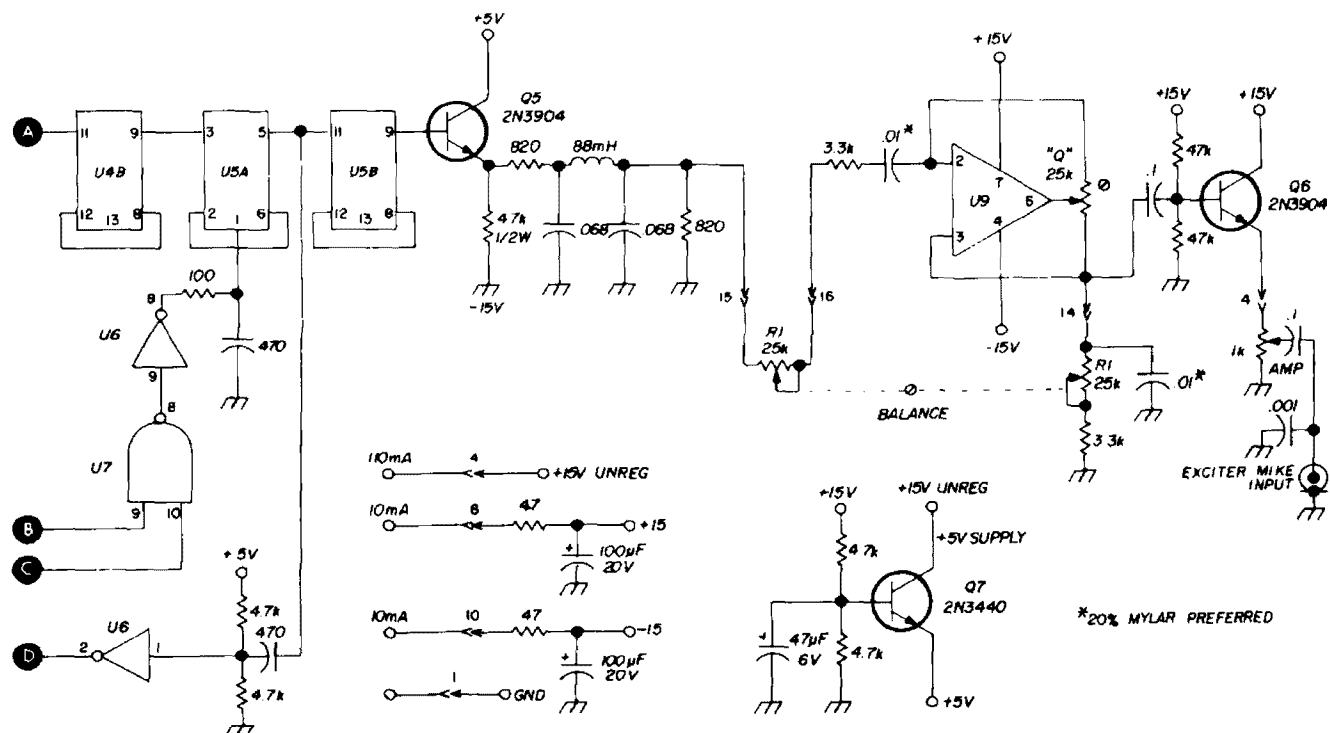 +5V
Q5
2N3904
A
11 9
U4B
12 13 8
3 5
U5A
2 1 6
11 9
U5B
12 13 8
820
88mH
4.7k
1/2W
-15V
.068
.068
820
15
16
R1
25k
BALANCE
3.3k
.01*
+15V
2
7
U9
6
3
4
-15V
"Q"
25k
14
R1
25k
.01*
3.3k
.1
+15V
47k
47k
+15V
Q6
2N3904
4
1k
AMP
.1
.001
EXCITER MIKE
INPUT
100
8
U6
9
470
8
U7
9 10
B
C
+5V
4.7k
470
4.7k
U6
D
2 1
110mA 4 +15V UNREG
10mA 6 47 +15
100µF
20V
10mA 10 47 -15
100µF
20V
1 GND
+15V
4.7k
+15V UNREG
+5V SUPPLY
Q7
2N3440
47µF
6V
4.7k
+5V
*20% MYLAR PREFERRED